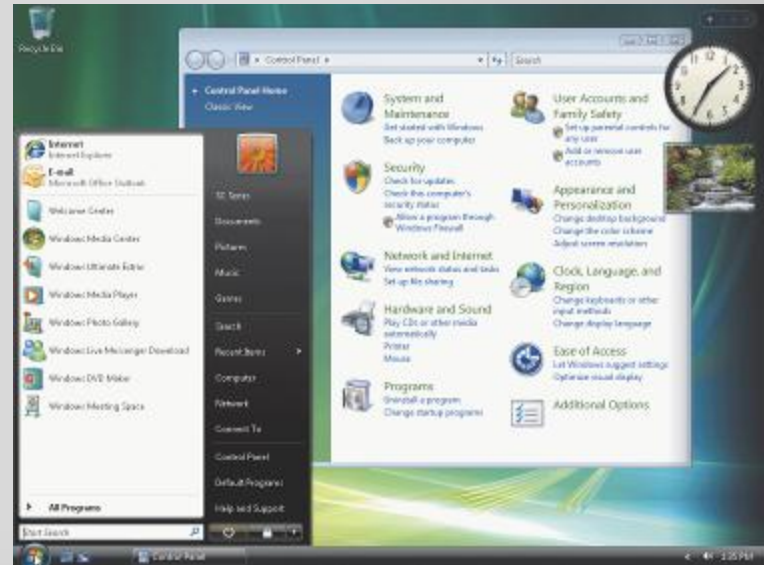 Recycle Bin
Control Panel
Search
Control Panel Home
Classic View
System and
Maintenance
Get started with Windows
Back up your computer
Security
Check for updates
Check this computer's
security status
Allow a program through
Windows Firewall
Network and Internet
View network status and tasks
Set up file sharing
Hardware and Sound
Play CDs or other media
automatically
Printer
Mouse
Programs
Uninstall a program
Change startup programs
User Accounts and
Family Safety
Set up parental controls for
any user
Add or remove user
accounts
Appearance and
Personalization
Change desktop background
Change the color scheme
Adjust screen resolution
Clock, Language, and
Region
Change keyboards or other
input methods
Change display language
Ease of Access
Let Windows suggest settings
Optimize visual display
Additional Options
Internet
Internet Explorer
E-mail
Microsoft Office Outlook
Welcome Center
Windows Media Center
Windows Ultimate Extras
Windows Media Player
Windows Photo Gallery
Windows Live Messenger Download
Windows DVD Maker
Windows Meeting Space
All Programs
Start Search
Documents
Pictures
Music
Games
Search
Recent Items
Computer
Network
Connect To
Control Panel
Default Programs
Help and Support
Control Panel
1:35 PM